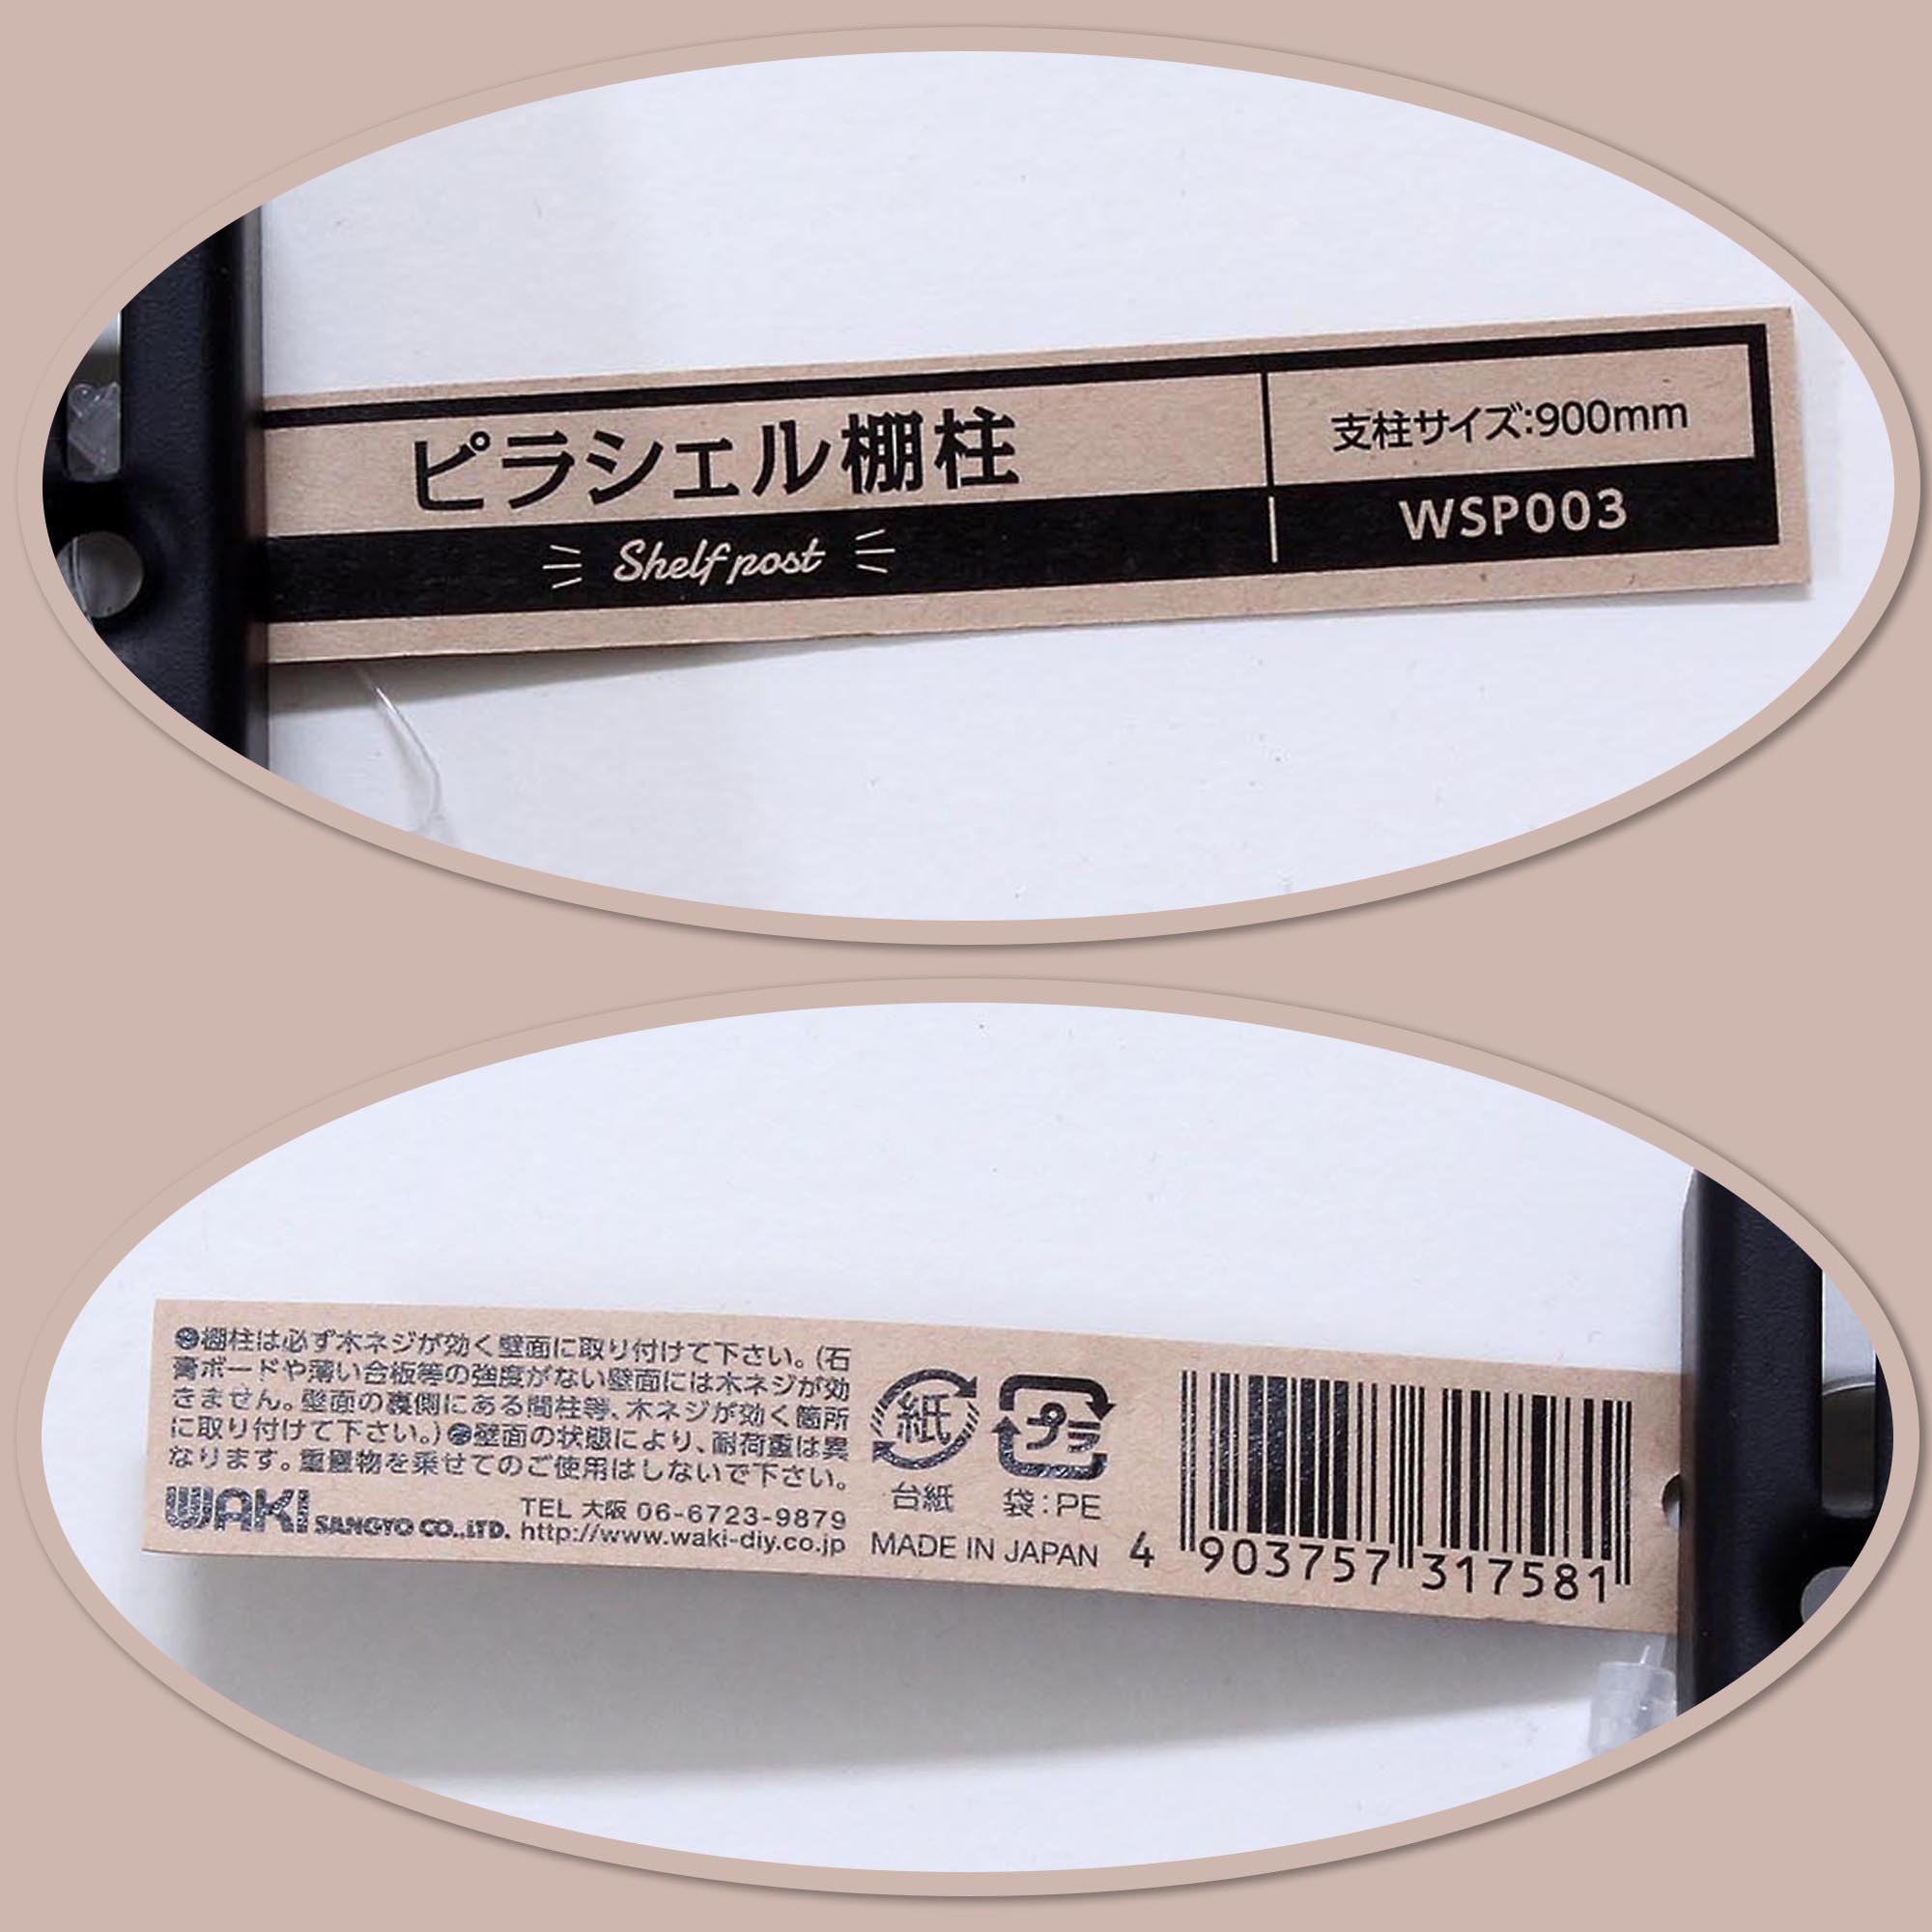 ピラシェル棚柱
Shelf post
支柱サイズ:900mm
WSP003
●棚柱は必ず木ネジが効く壁面に取り付けて下さい。(石
膏ボードや薄い合板等の強度がない壁面には木ネジが効
きません。壁面の裏側にある間柱等、木ネジが効く箇所
に取り付けて下さい。)●壁面の状態により、耐荷重は異
なります。重量物を乗せてのご使用はしないで下さい。
WAKI SANGYO CO.,LTD.
TEL 大阪 06-6723-9879
http://www.waki-diy.co.jp
紙
台紙
プラ
袋:PE
MADE IN JAPAN
4 903757 317581